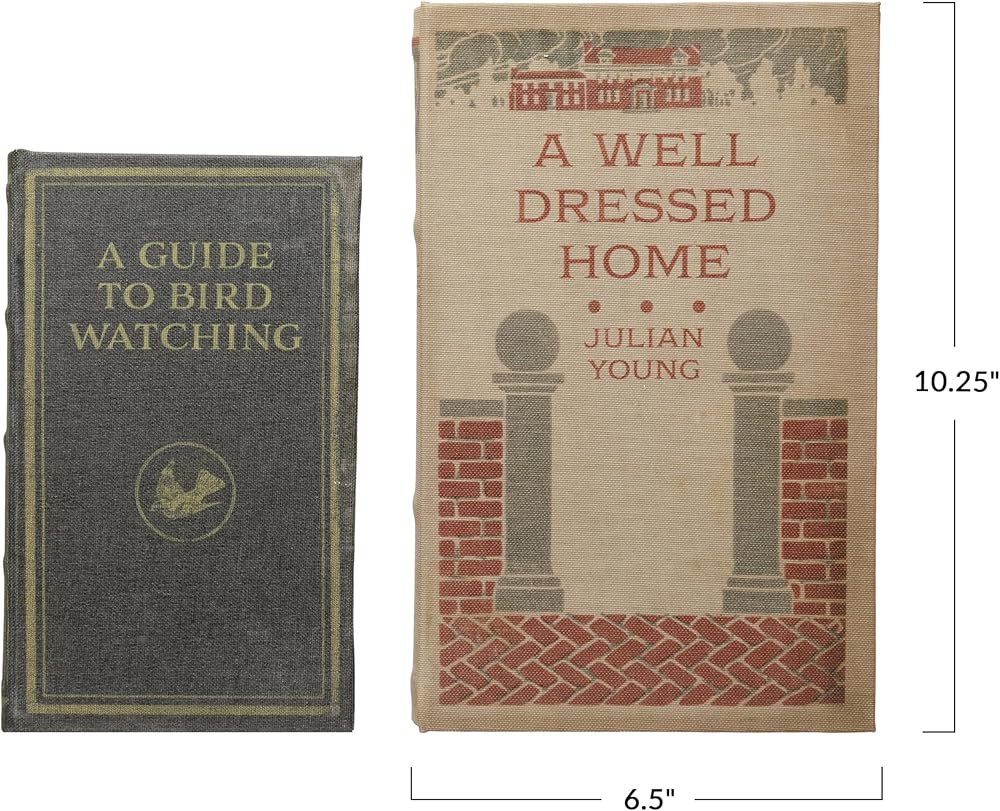 A GUIDE
TO BIRD
WATCHING
A WELL
DRESSED
HOME
JULIAN
YOUNG
10.25"
6.5"